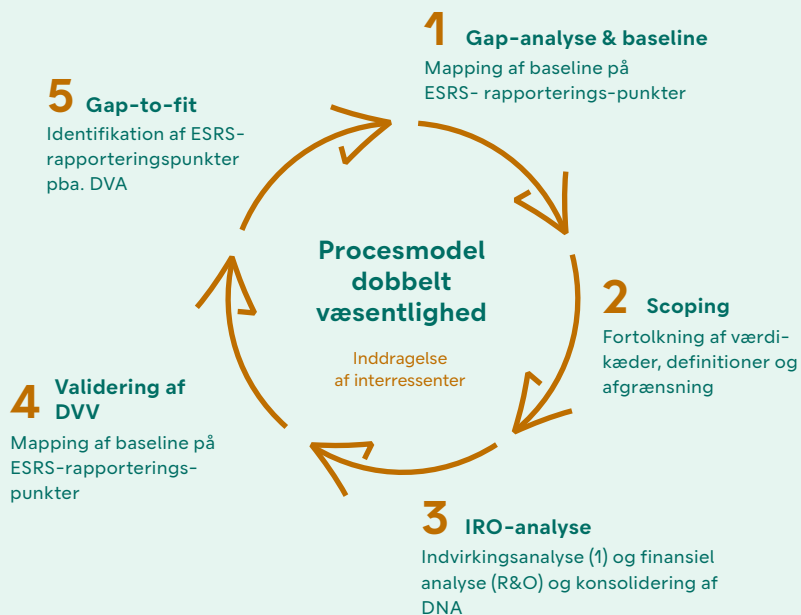 1 Gap-analyse & baseline
Mapping af baseline på
ESRS- rapporterings-punkter
2 Scoping
Fortolkning af værdi-
kæder, definitioner og
afgrænsning
3 IRO-analyse
Indvirkingsanalyse (1) og finansiel
analyse (R&O) og konsolidering af
DNA
4 Validering af
DVV
Mapping af baseline på
ESRS-rapporterings-
punkter
5 Gap-to-fit
Identifikation af ESRS-
rapporteringspunkter
pba. DVA
Procesmodel
dobbelt
væsentlighed
Inddragelse
af interressenter